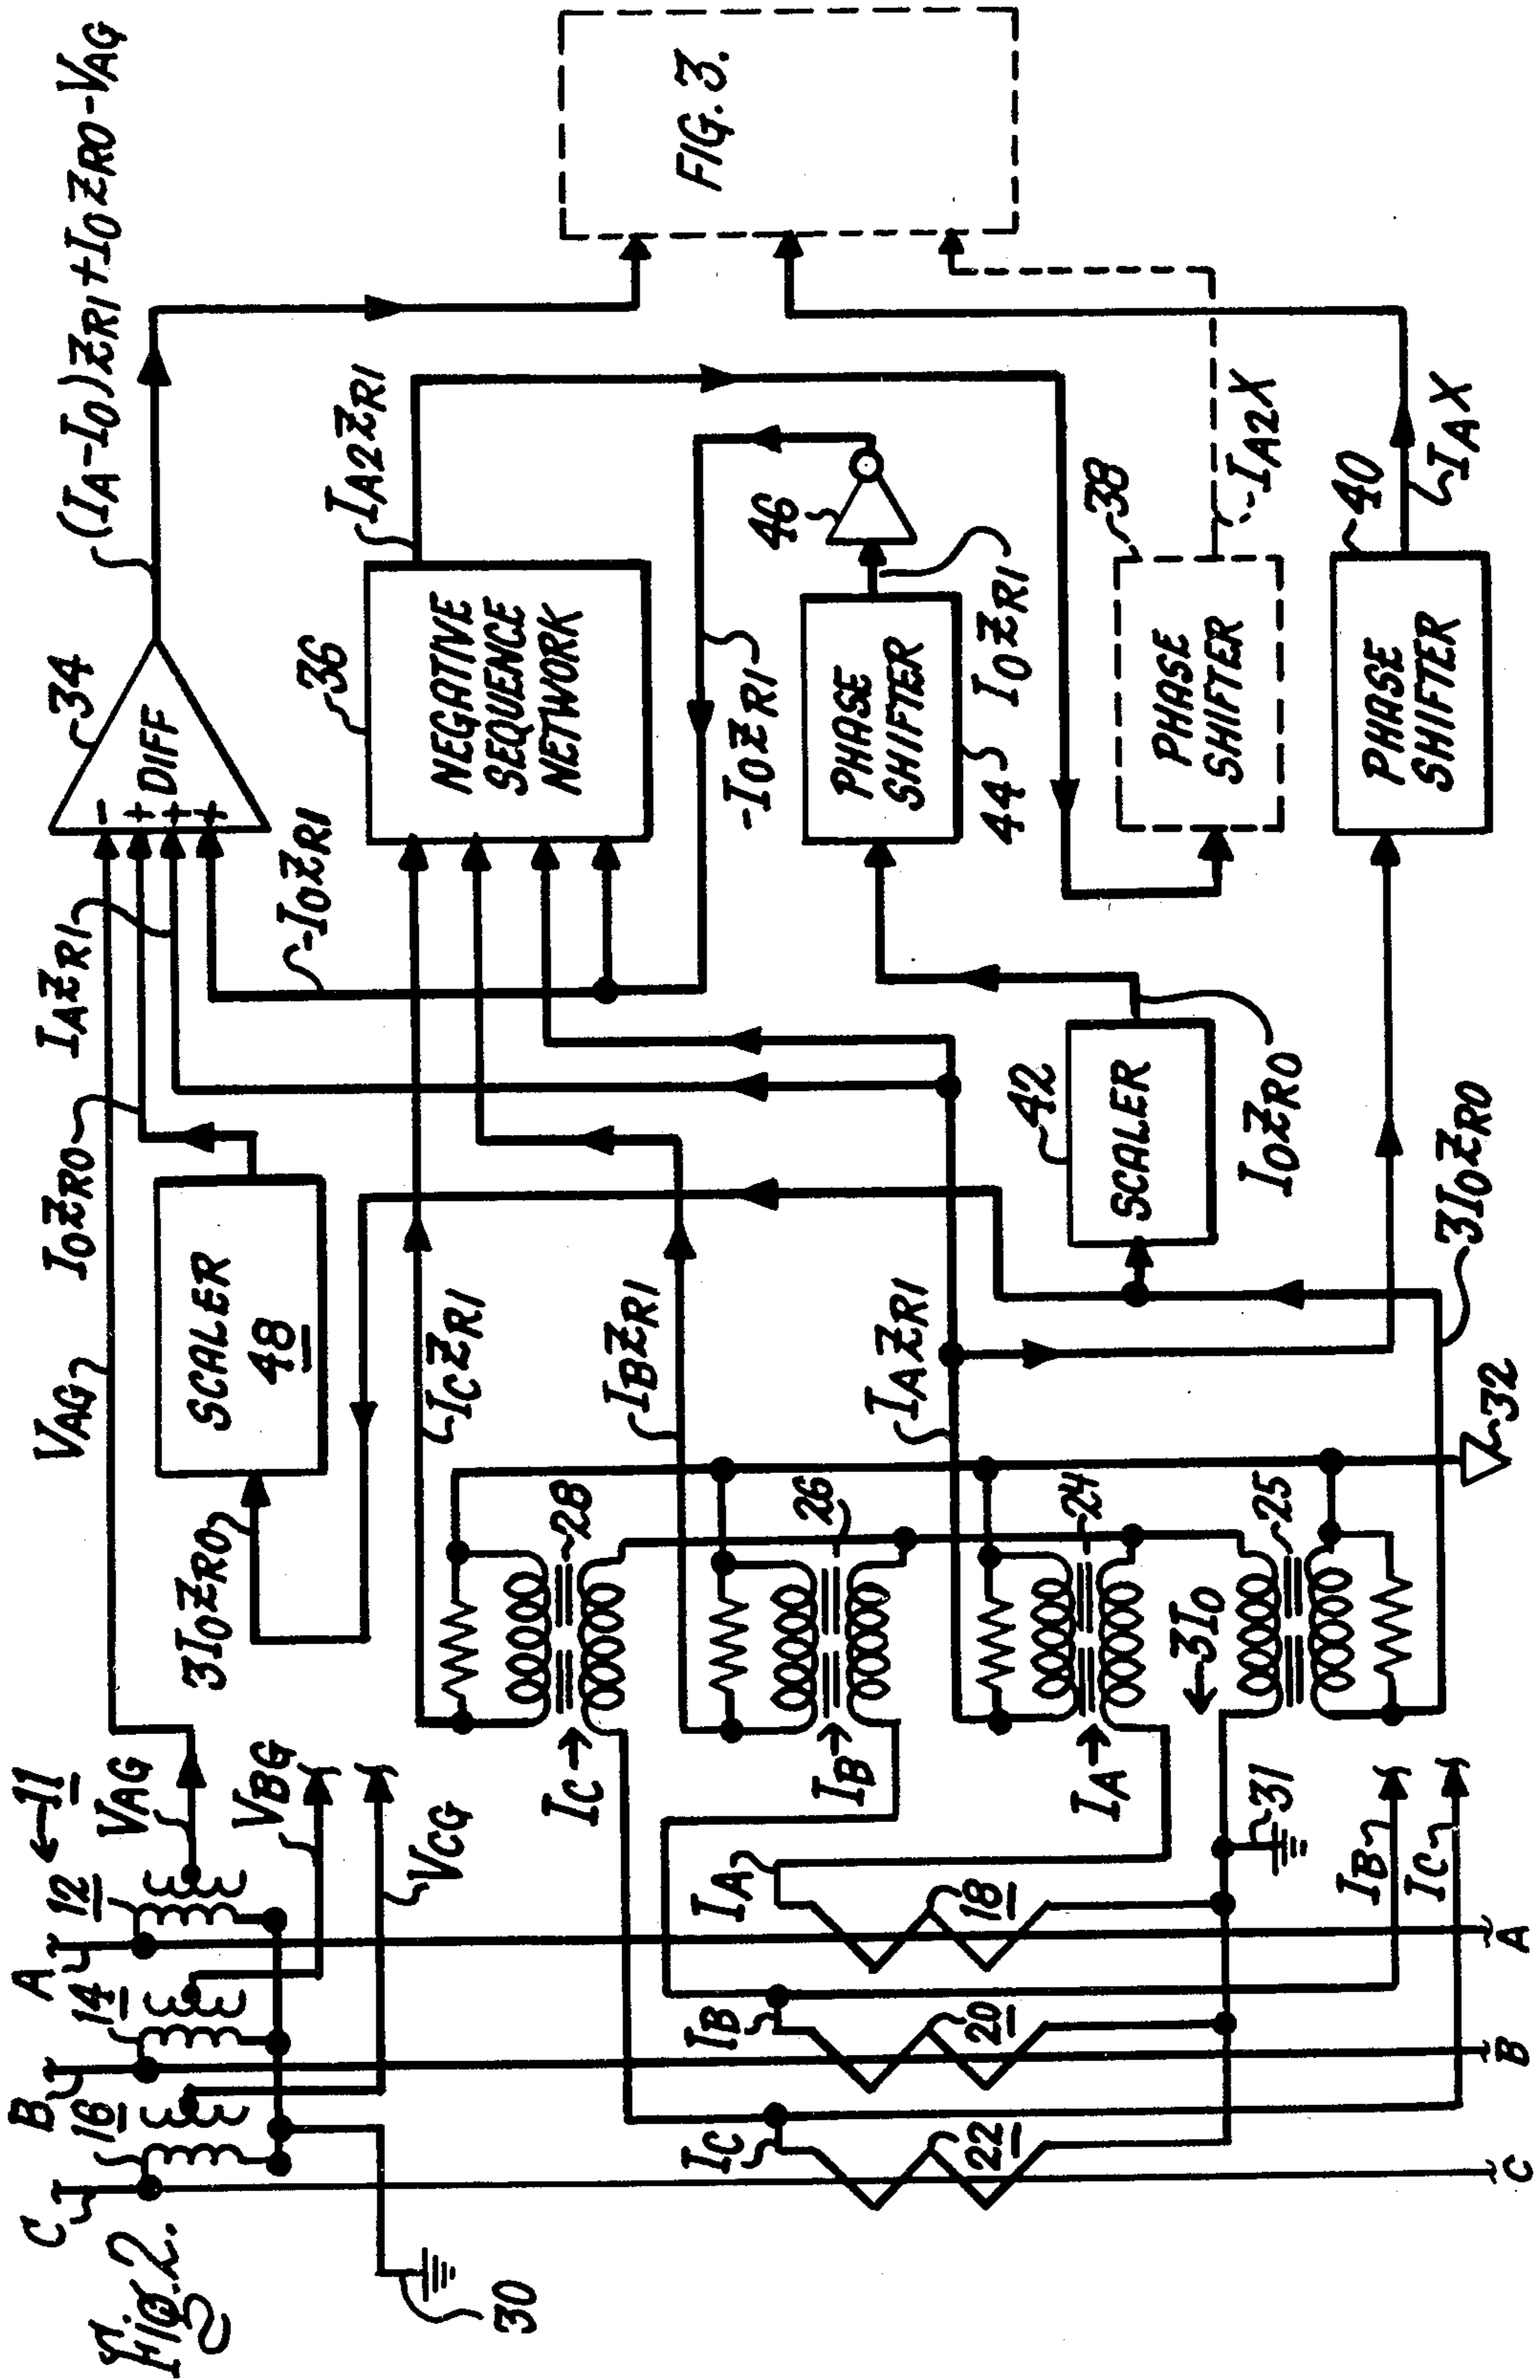 Fig. 2.
C
B
A
16
14
12
11
VAG
VBG
VCG
30
VAG
3I0ZR0
SCALER
48
I0ZR0
IAZR1
-I0ZR1
34
- + + +
DIFF
(IA-I0)ZR1+I0ZR0-VAG
IC
28
ICZR1
36
NEGATIVE
SEQUENCE
NETWORK
IA2ZR1
IB
26
IBZR1
-I0ZR1
46
FIG. 3.
IC
IB
IA
22
20
18
IA
24
IAZR1
PHASE
SHIFTER
44
I0ZR1
3I0
25
42
SCALER
I0ZR0
38
PHASE
SHIFTER
IA2X
31
32
3I0ZR0
40
PHASE
SHIFTER
IAX
IB
IC
C
B
A